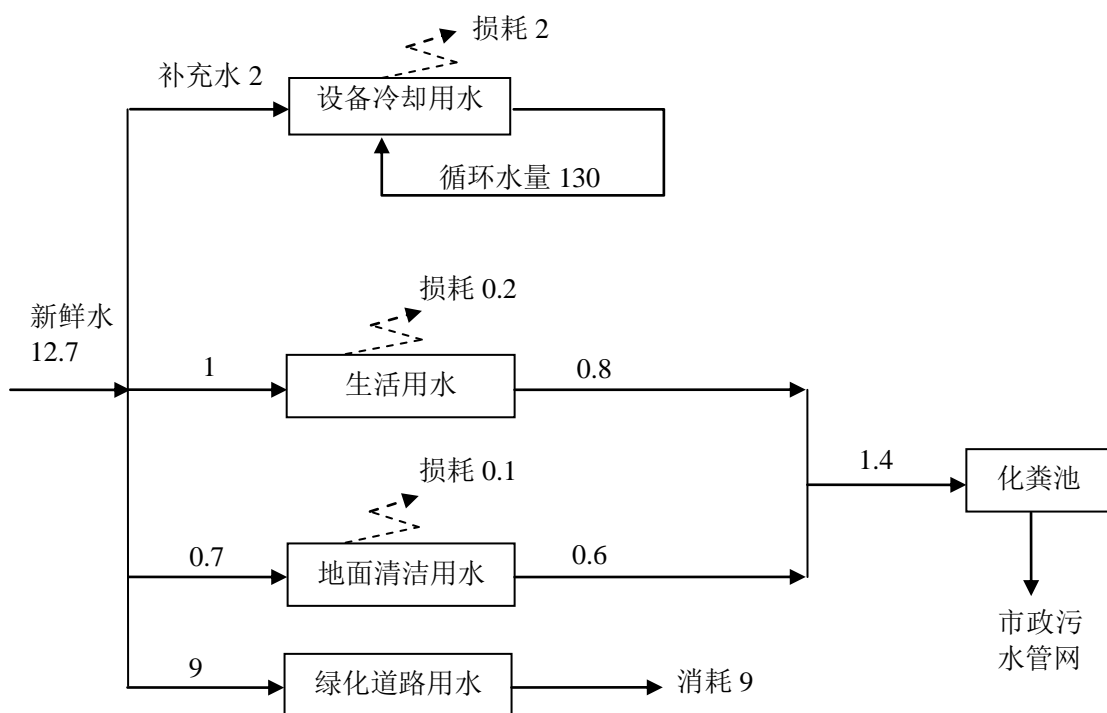 损耗 2
补充水 2
设备冷却用水
循环水量 130
损耗 0.2
新鲜水
12.7
1
生活用水
0.8
损耗 0.1
1.4
化粪池
0.7
地面清洁用水
0.6
市政污
水管网
9
绿化道路用水
消耗 9